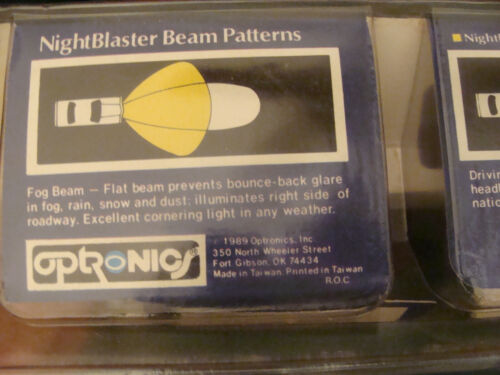 NightBlaster Beam Patterns
Fog Beam — Flat beam prevents bounce-back glare
in fog, rain, snow and dust; illuminates right side of
roadway. Excellent cornering light in any weather.
optronics®
© 1989 Optronics, Inc.
350 North Wheeler Street
Fort Gibson, OK 74434
Made in Taiwan. Printed in Taiwan
R.O.C
Night
Drivin
headl
natio